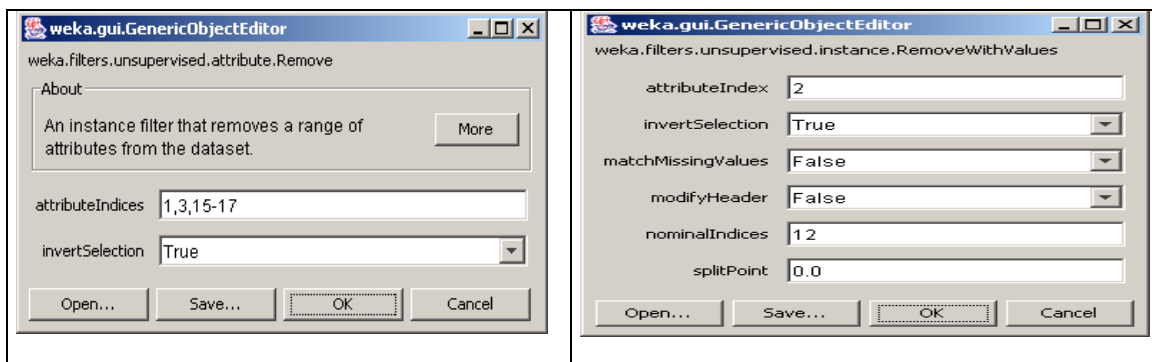 weka.gui.GenericObjectEditor
weka.filters.unsupervised.attribute.Remove
About
An instance filter that removes a range of
attributes from the dataset.
More
attributeIndices 1,3,15-17
invertSelection True
Open... Save... OK Cancel
weka.gui.GenericObjectEditor
weka.filters.unsupervised.instance.RemoveWithValues
attributeIndex 2
invertSelection True
matchMissingValues False
modifyHeader False
nominalIndices 12
splitPoint 0.0
Open... Save... OK Cancel